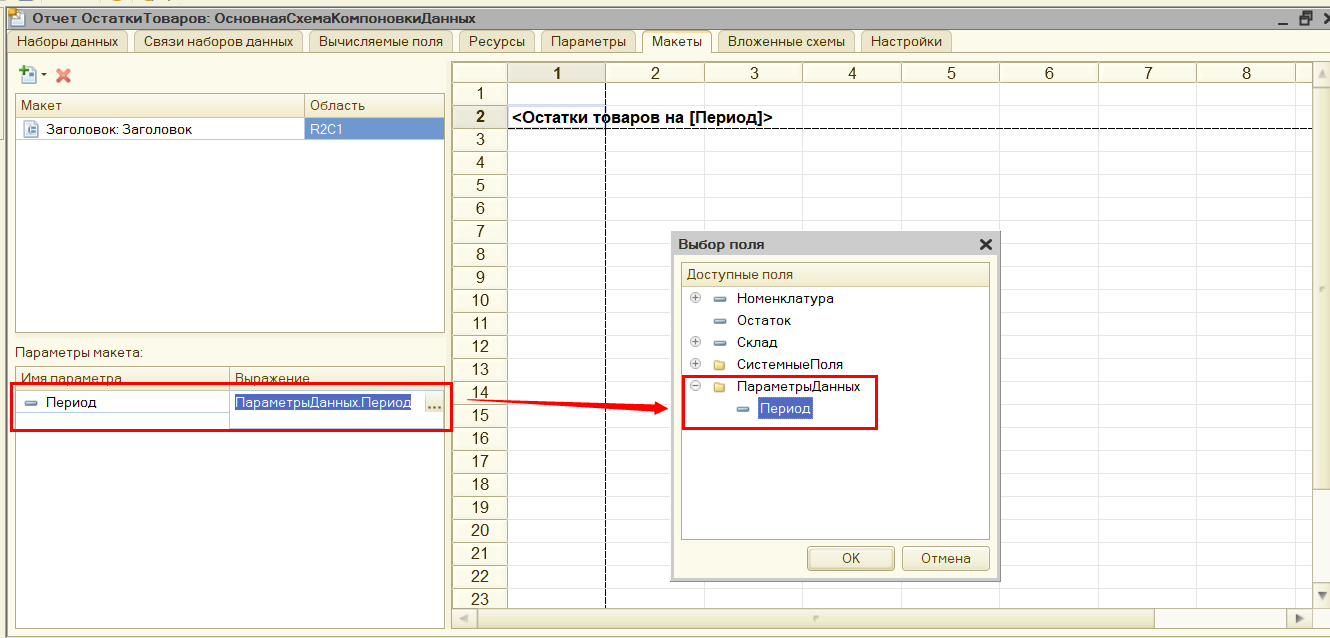 Отчет ОстаткиТоваров: ОсновнаяСхемаКомпоновкиДанных
Наборы данных
Связи наборов данных
Вычисляемые поля
Ресурсы
Параметры
Макеты
Вложенные схемы
Настройки
Макет
Область
Заголовок: Заголовок
R2C1
Параметры макета:
Имя параметра
Выражение
Период
ПараметрыДанных.Период
...
1 2 3 4 5 6 7 8
1
2 <Остатки товаров на [Период]>
3
4
5
6
7
8
9
10
11
12
13
14
15
16
17
18
19
20
21
22
23
Выбор поля
Доступные поля
Номенклатура
Остаток
Склад
СистемныеПоля
ПараметрыДанных
Период
ОК
Отмена